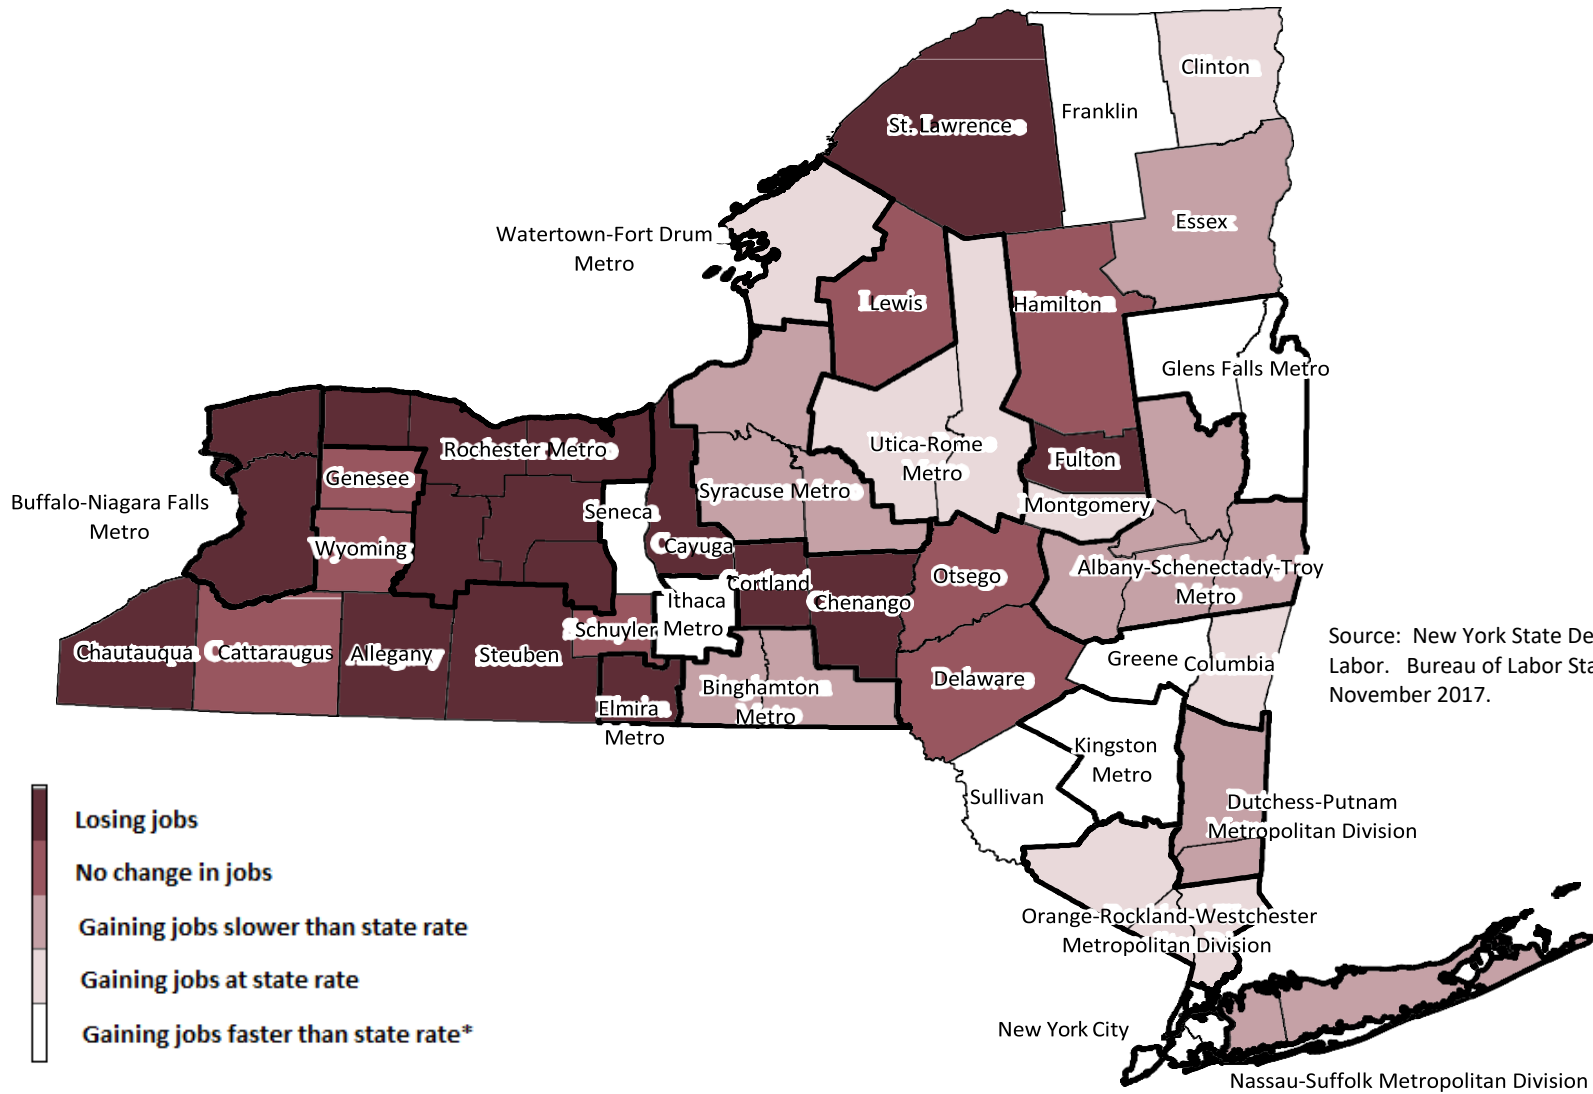 Clinton
Franklin
St. Lawrence
Essex
Watertown-Fort Drum
Metro
Lewis
Hamilton
Glens Falls Metro
Rochester Metro
Utica-Rome
Metro
Fulton
Genesee
Syracuse Metro
Montgomery
Buffalo-Niagara Falls
Metro
Seneca
Wyoming
Cayuga
Cortland
Otsego
Albany-Schenectady-Troy
Metro
Ithaca
Metro
Chenango
Schuyler
Chautauqua
Cattaraugus
Allegany
Steuben
Greene
Columbia
Source: New York State De
Labor. Bureau of Labor Sta
November 2017.
Delaware
Binghamton
Metro
Elmira
Metro
Kingston
Metro
Sullivan
Dutchess-Putnam
Metropolitan Division
Losing jobs
No change in jobs
Gaining jobs slower than state rate
Gaining jobs at state rate
Gaining jobs faster than state rate*
Orange-Rockland-Westchester
Metropolitan Division
New York City
Nassau-Suffolk Metropolitan Division